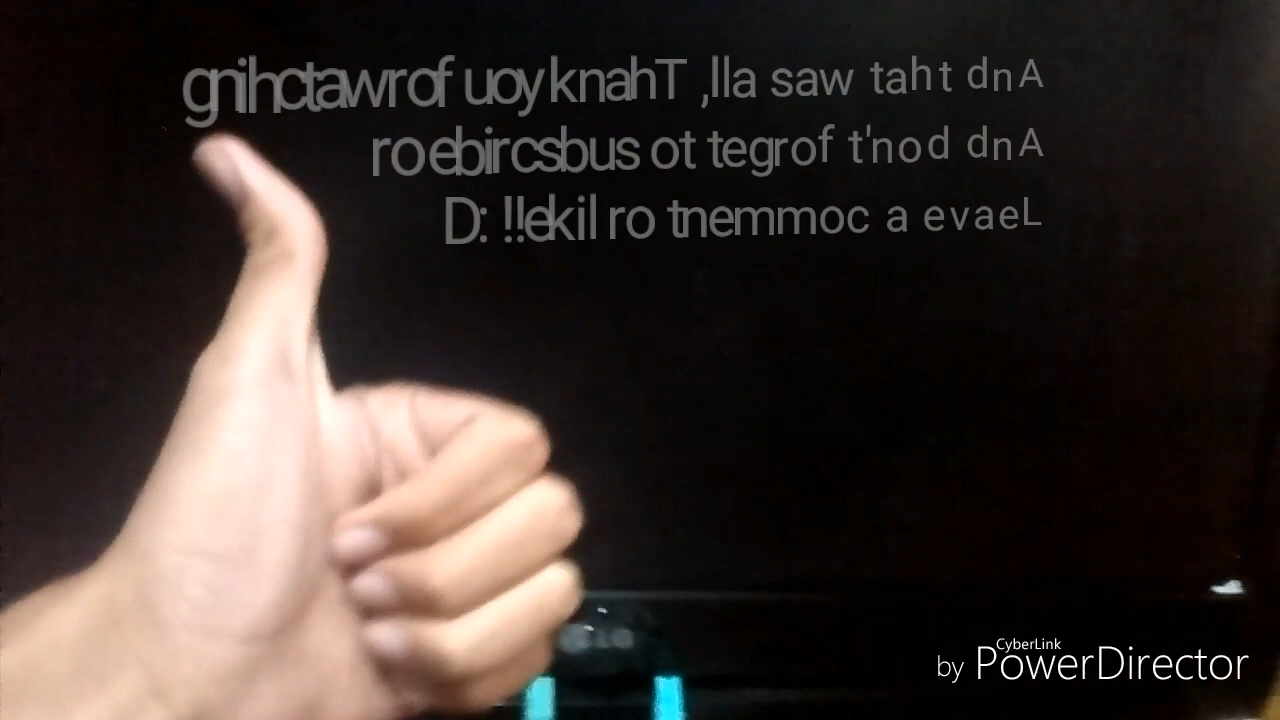 gnihctawrof uoy knahT ,lla saw taht dnA
roebircsbus ot tegrof t'nod dnA
D: !!ekil ro tnemmoc a evaeL
LG
by CyberLink PowerDirector